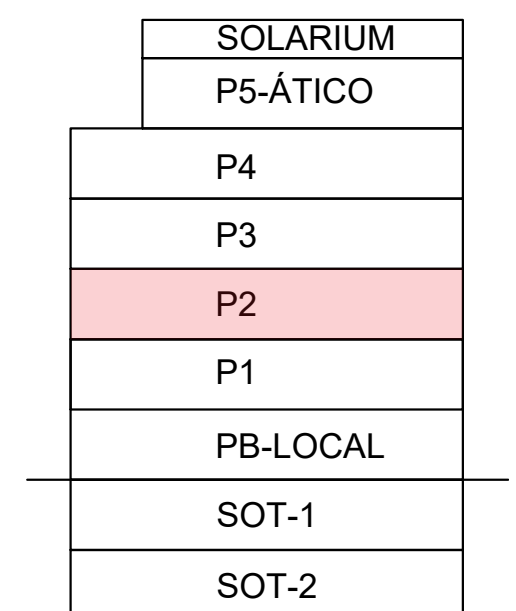 SOLARIUM
P5-ÁTICO
P4
P3
P2
P1
PB-LOCAL
SOT-1
SOT-2